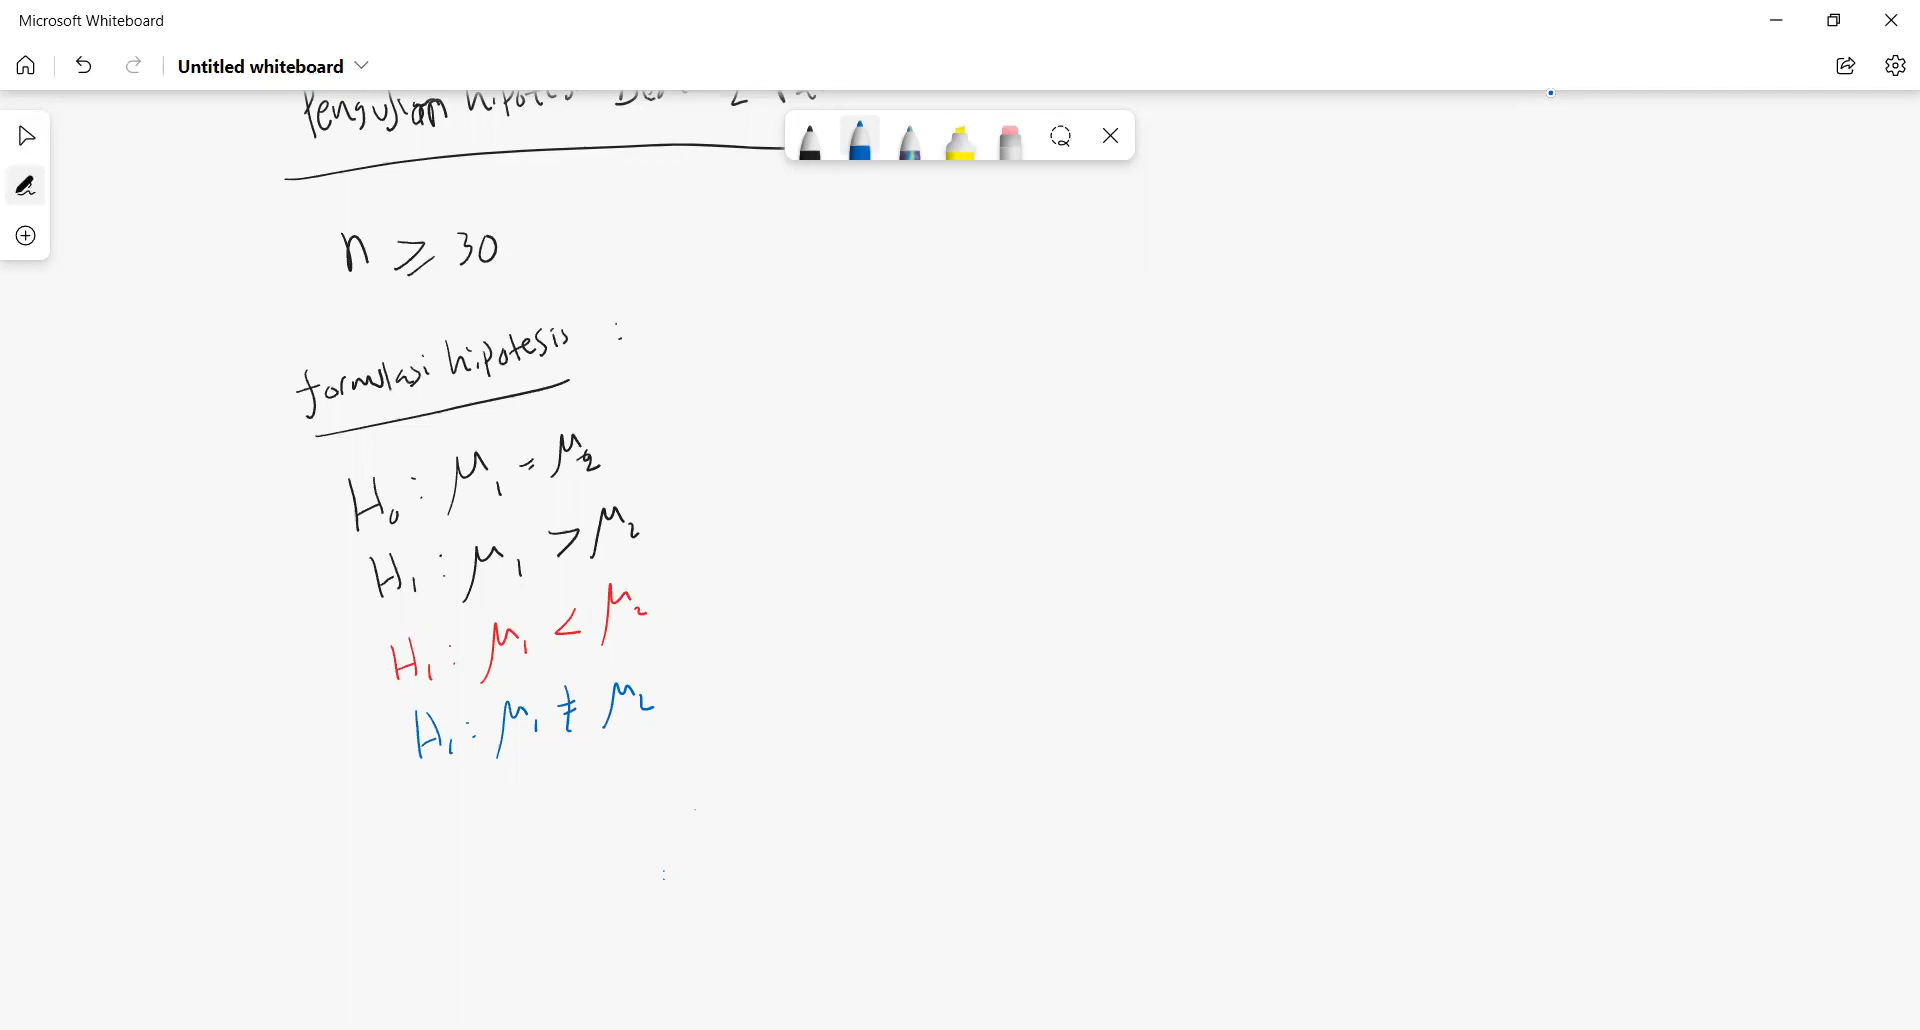 Microsoft Whiteboard
Untitled whiteboard
Pengujian hipotesis 2
n ≥ 30
formulasi hipotesis :
H₀ : μ₁ = μ₂
H₁ : μ₁ > μ₂
H₁ : μ₁ < μ₂
H₁ : μ₁ ≠ μ₂
: